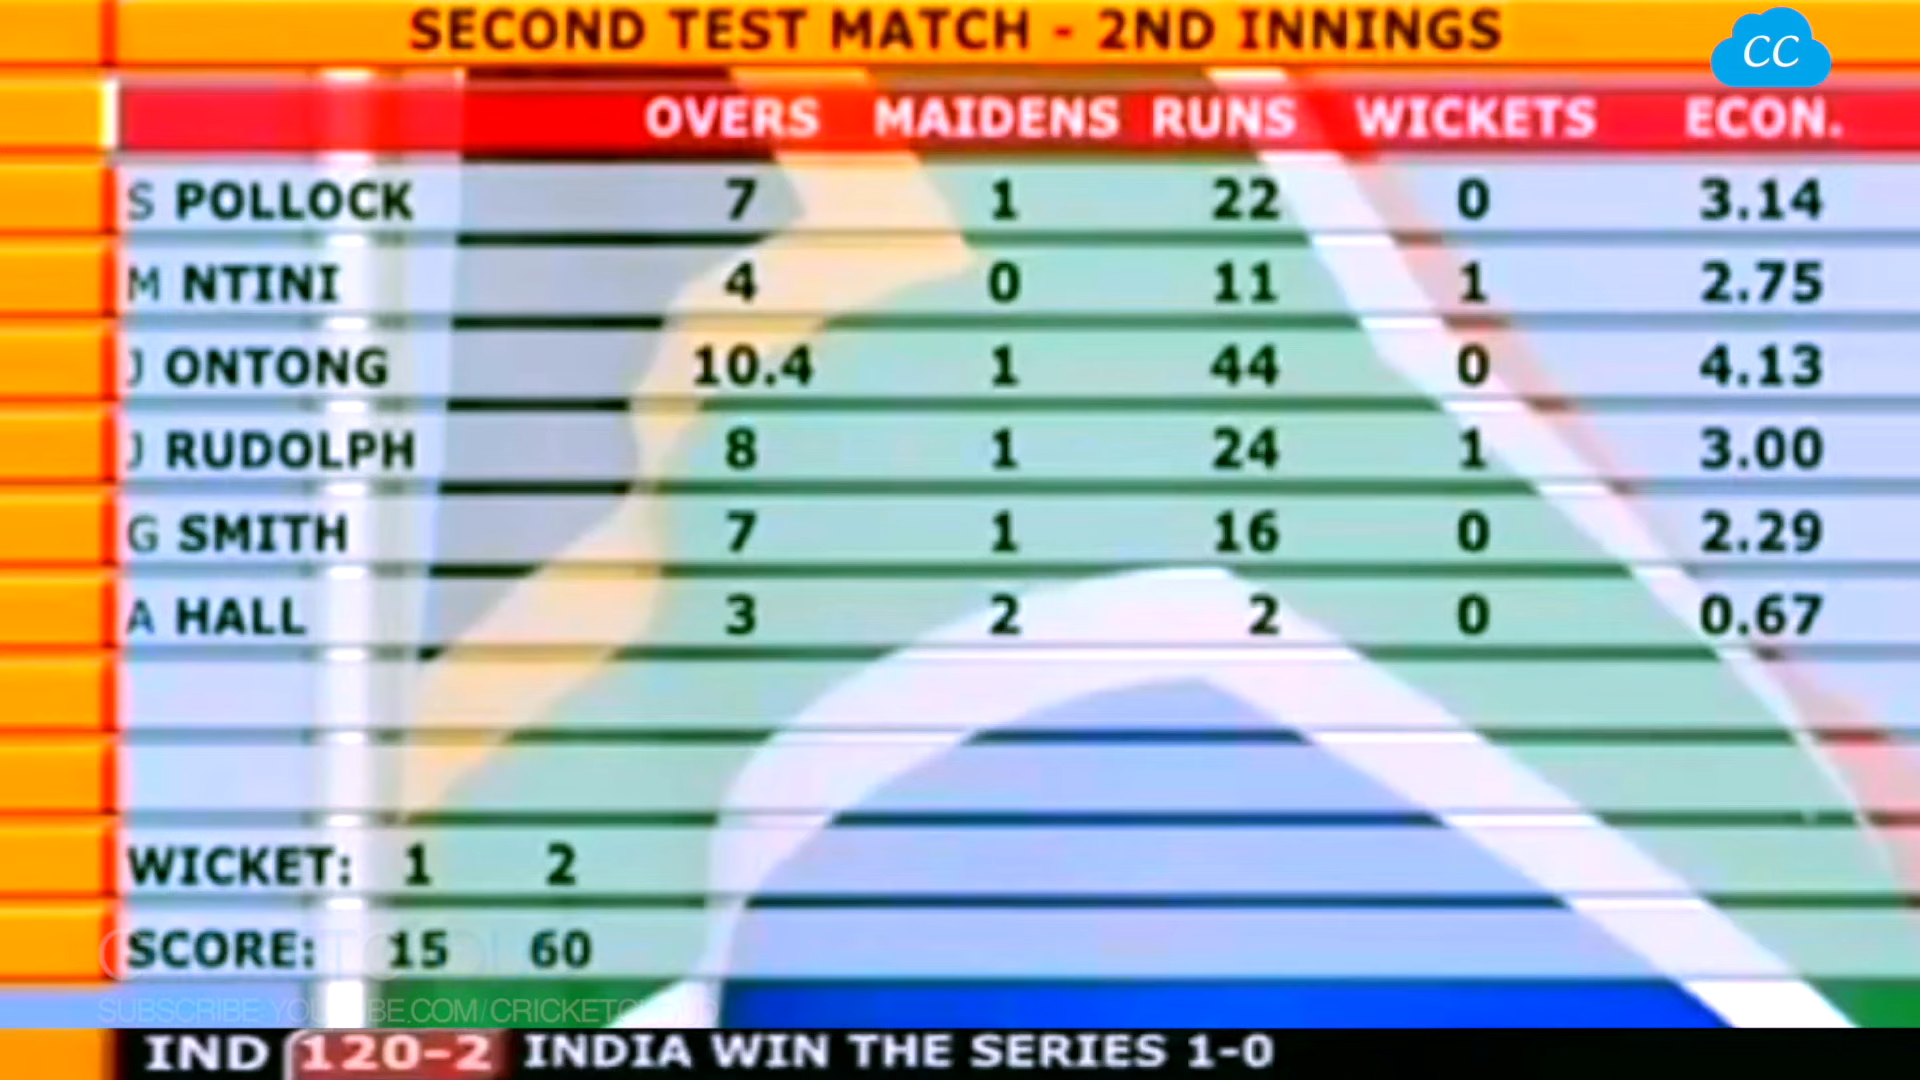 SECOND TEST MATCH - 2ND INNINGS
CC
OVERS MAIDENS RUNS WICKETS ECON.
S POLLOCK 7 1 22 0 3.14
M NTINI 4 0 11 1 2.75
J ONTONG 10.4 1 44 0 4.13
J RUDOLPH 8 1 24 1 3.00
G SMITH 7 1 16 0 2.29
A HALL 3 2 2 0 0.67
WICKET: 1 2
SCORE: 15 60
IND 120-2 INDIA WIN THE SERIES 1-0